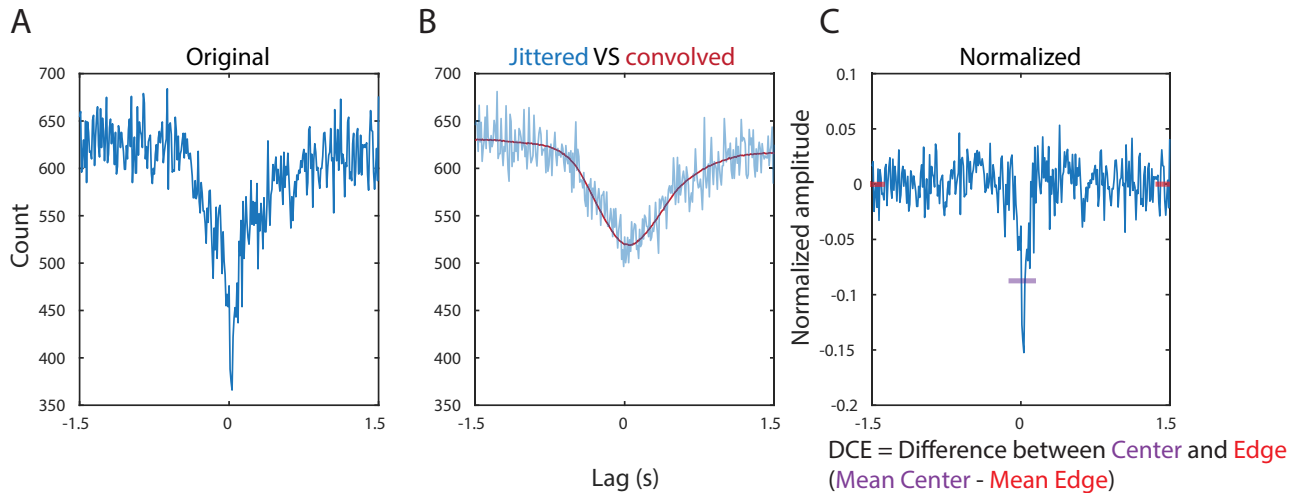 A
Original
700
650
600
550
500
450
400
350
Count
-1.5
0
1.5
B
Jittered VS convolved
700
650
600
550
500
450
400
350
-1.5
0
1.5
Lag (s)
C
Normalized
0.1
0.05
0
-0.05
-0.1
-0.15
-0.2
Normalized amplitude
-1.5
0
1.5
DCE = Difference between Center and Edge
(Mean Center - Mean Edge)